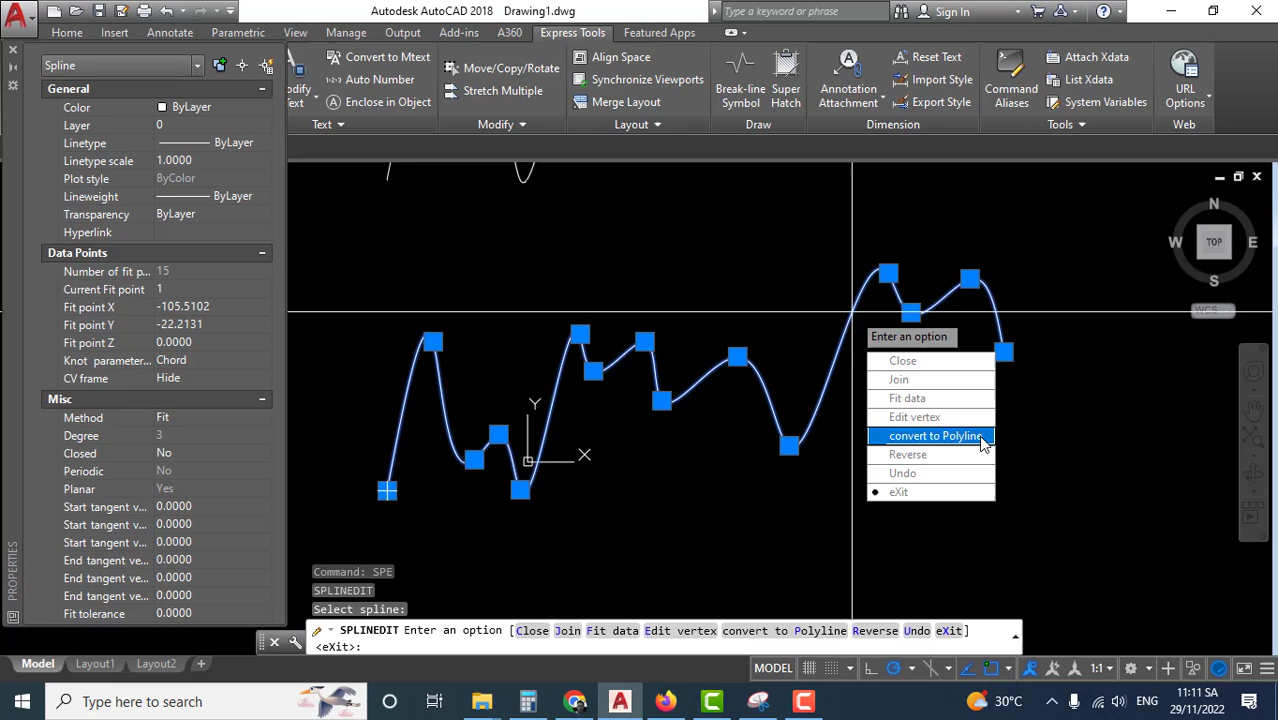 Autodesk AutoCAD 2018 Drawing1.dwg
Type a keyword or phrase
Sign In
Home Insert Annotate Parametric View Manage Output Add-ins A360 Express Tools Featured Apps
Convert to Mtext
Auto Number
Enclose in Object
Text
Move/Copy/Rotate
Stretch Multiple
Modify
Align Space
Synchronize Viewports
Merge Layout
Layout
Break-line
Symbol
Super
Hatch
Draw
Annotation
Attachment
Reset Text
Import Style
Export Style
Dimension
Command
Aliases
Attach Xdata
List Xdata
System Variables
Tools
URL
Options
Web
Spline
General
Color ByLayer
Layer 0
Linetype ByLayer
Linetype scale 1.0000
Plot style ByColor
Lineweight ByLayer
Transparency ByLayer
Hyperlink
Data Points
Number of fit p... 15
Current Fit point 1
Fit point X -105.5102
Fit point Y -22.2131
Fit point Z 0.0000
Knot parameter... Chord
CV frame Hide
Misc
Method Fit
Degree 3
Closed No
Periodic No
Planar Yes
Start tangent v... 0.0000
Start tangent v... 0.0000
Start tangent v... 0.0000
End tangent ve... 0.0000
End tangent ve... 0.0000
End tangent ve... 0.0000
Fit tolerance 0.0000
PROPERTIES
N
W TOP E
S
WCS
Y
X
Enter an option
Close
Join
Fit data
Edit vertex
convert to Polyline
Reverse
Undo
eXit
Command: SPE
SPLINEDIT
Select spline:
SPLINEDIT Enter an option [Close Join Fit data Edit vertex convert to Polyline Reverse Undo eXit]
<eXit>:
Model Layout1 Layout2 +
MODEL 1:1
Type here to search
30°C
ENG
11:11 SA
29/11/2022